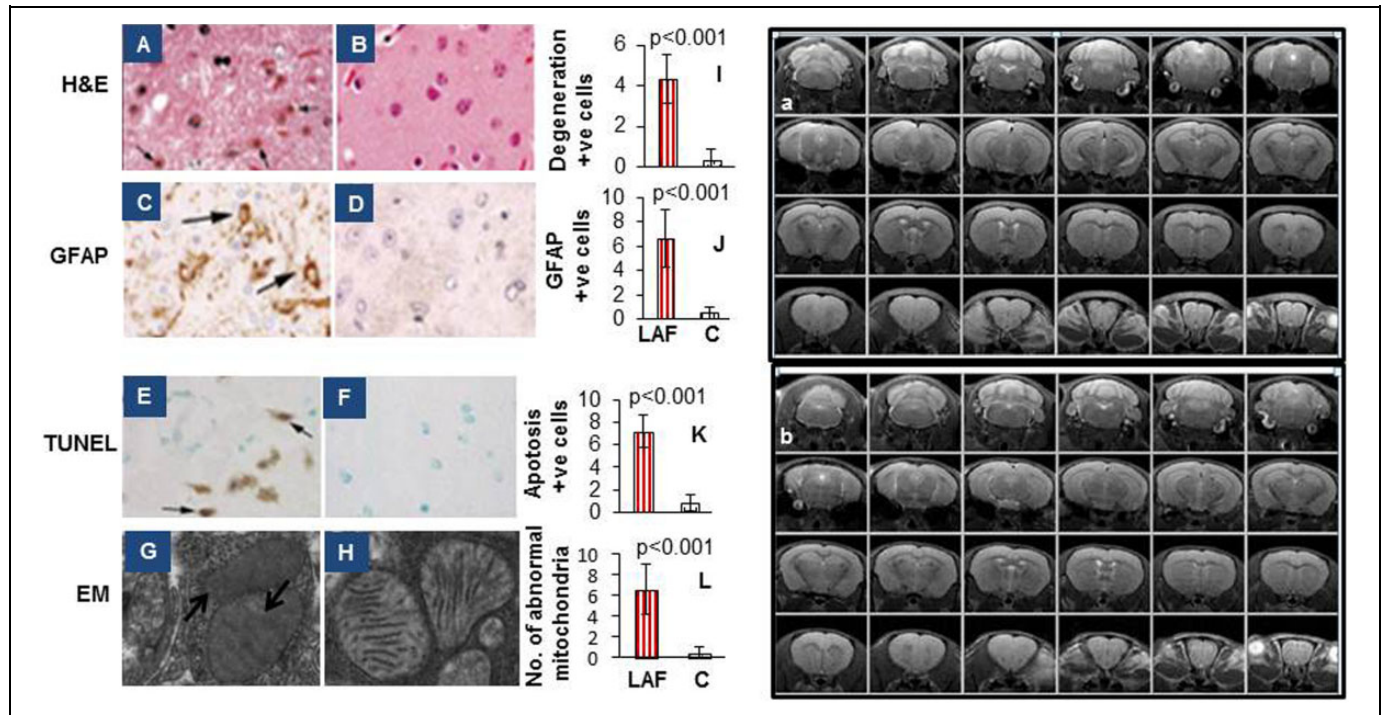 H&E
A
B
Degeneration
+ve cells
6
4
2
0
p<0.001
I
GFAP
C
D
GFAP
+ve cells
10
8
6
4
2
0
p<0.001
J
LAF C
TUNEL
E
F
Apotosis
+ve cells
10
8
6
4
2
0
p<0.001
K
EM
G
H
No. of abnormal
mitochondria
10
8
6
4
2
0
p<0.001
L
LAF C
a
b